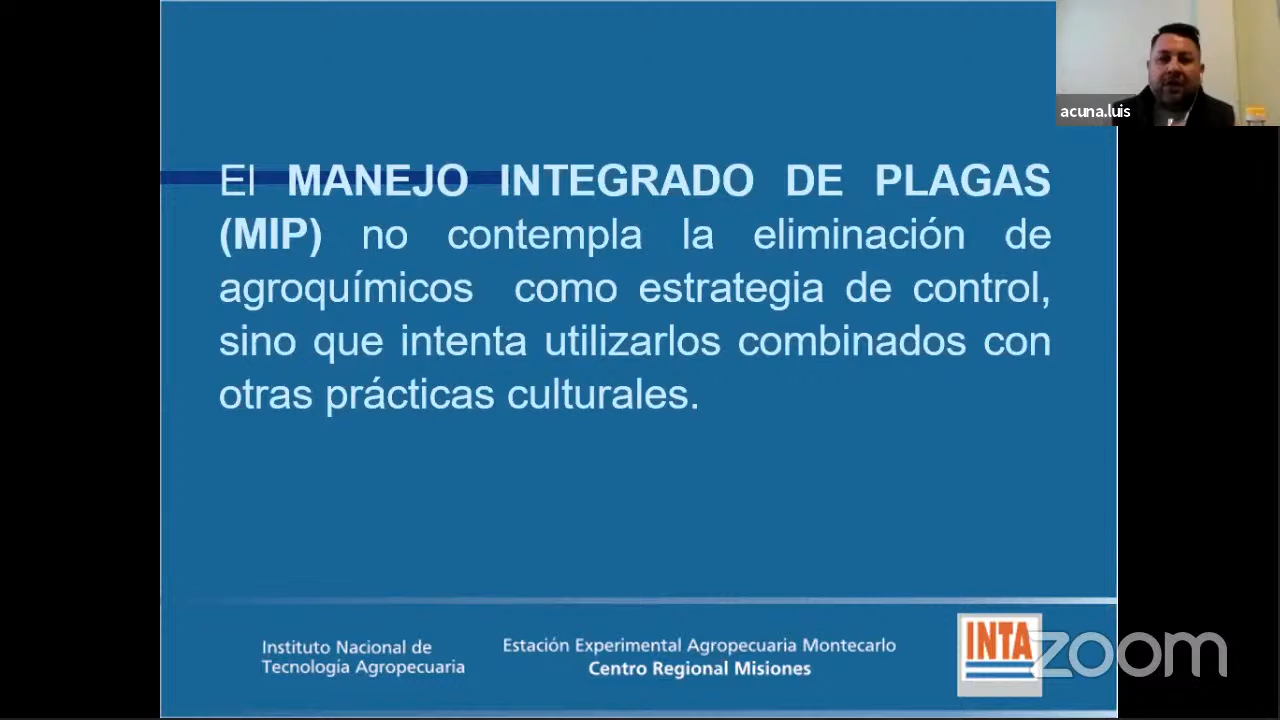 acuna.luis
El MANEJO INTEGRADO DE PLAGAS
(MIP) no contempla la eliminación de
agroquímicos como estrategia de control,
sino que intenta utilizarlos combinados con
otras prácticas culturales.
Instituto Nacional de
Tecnología Agropecuaria
Estación Experimental Agropecuaria Montecarlo
Centro Regional Misiones
INTA
zoom